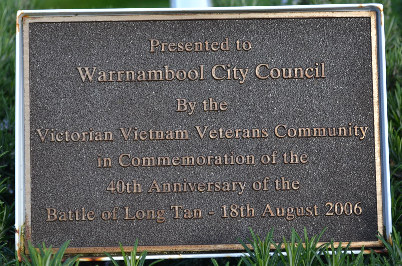 Presented to
Warrnambool City Council
By the
Victorian Vietnam Veterans Community
in Commemoration of the
40th Anniversary of the
Battle of Long Tan - 18th August 2006